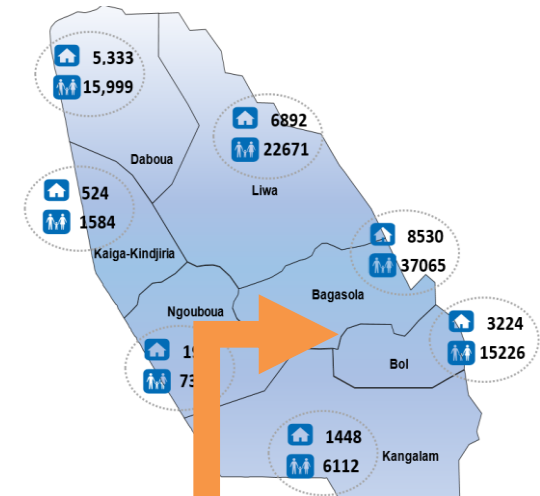 5,333
15,999
6892
22671
Daboua
Liwa
524
1584
8530
37065
Kaiga-Kindjiria
Bagasola
Ngouboua
3224
15226
Bol
1448
6112
Kangalam